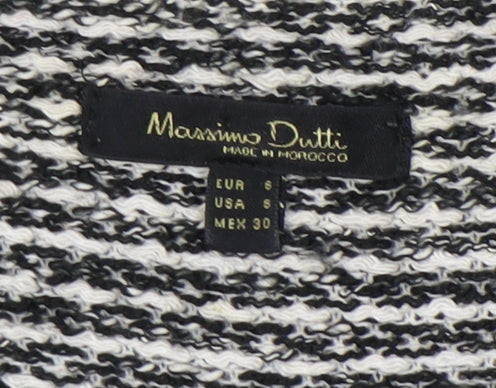 Massimo Dutti
MADE IN MOROCCO
EUR S
USA S
MEX 30